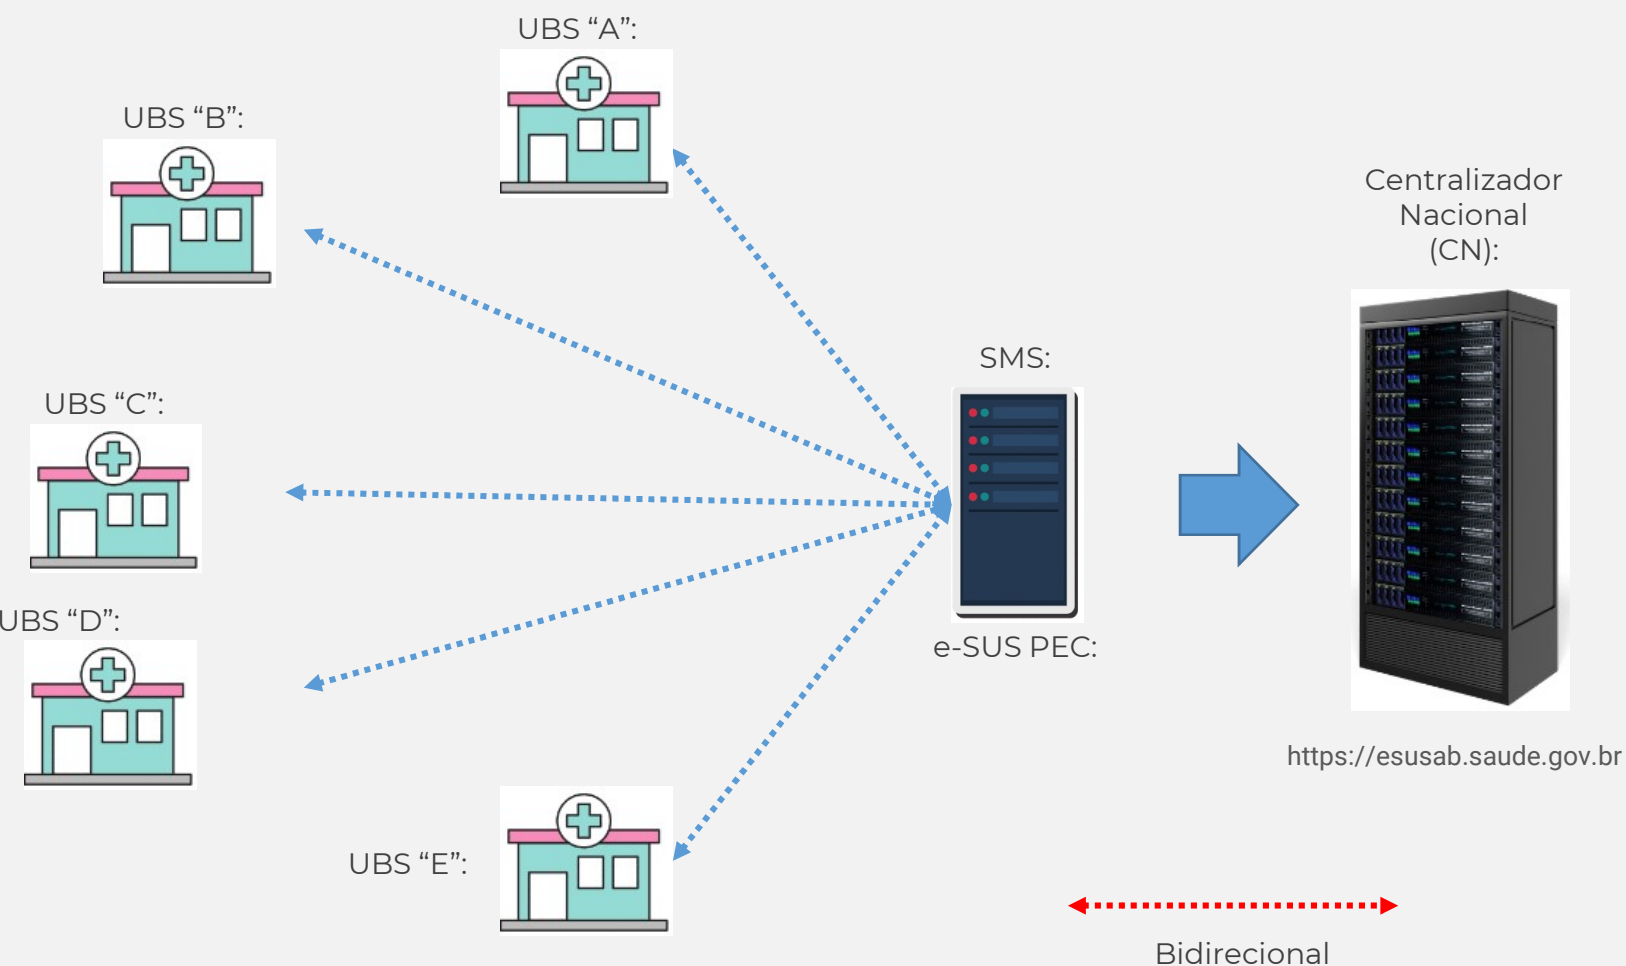 UBS “A”:
UBS “B”:
Centralizador
Nacional
(CN):
SMS:
UBS “C”:
UBS “D”:
e-SUS PEC:
https://esusab.saude.gov.br
UBS “E”:
Bidirecional